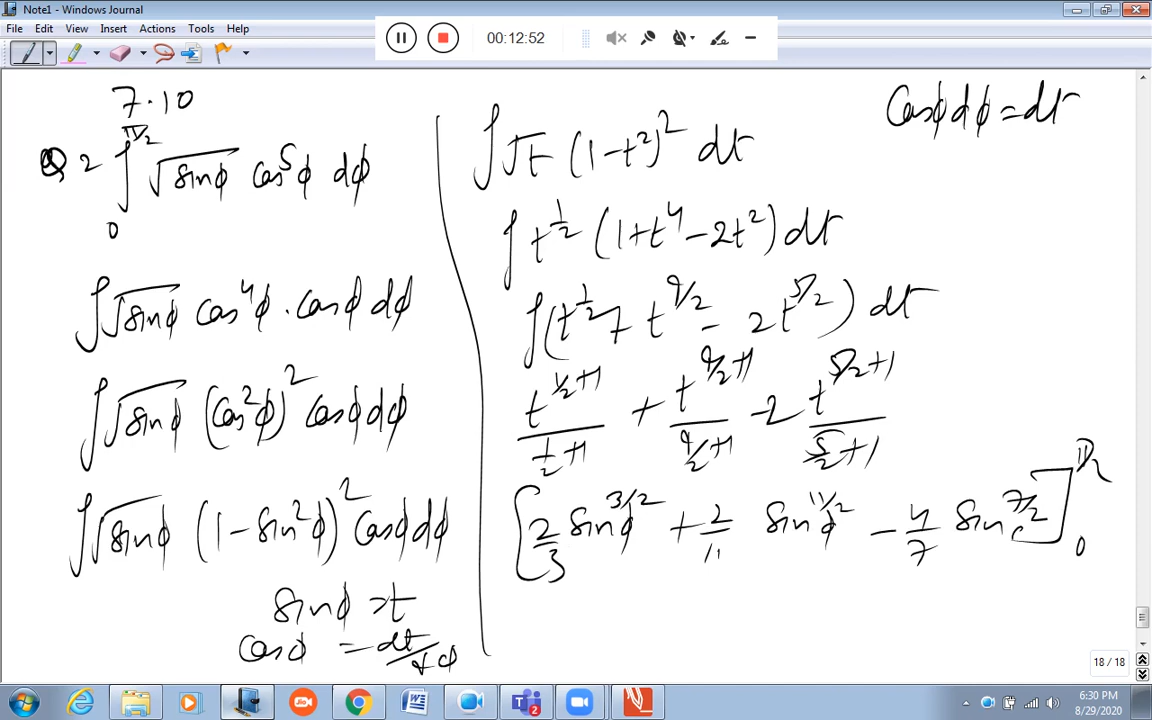 Note1 - Windows Journal
File Edit View Insert Actions Tools Help
00:12:52
7.10
Q 2 ∫₀^{π/2} √sinφ cos⁵φ dφ
∫√sinφ cos⁴φ . cosφ dφ
∫√sinφ (cos²φ)² cosφ dφ
∫√sinφ (1-sin²φ)² cosφ dφ
sinφ = t
cosφ = dt/dφ
cosφ dφ = dt
∫√t (1-t²)² dt
∫ t^{1/2} (1+t⁴-2t²) dt
∫(t^{1/2} + t^{9/2} - 2t^{5/2}) dt
t^{1/2+1}/(1/2+1) + t^{9/2+1}/(9/2+1) - 2 t^{5/2+1}/(5/2+1)
[2/3 sinφ^{3/2} + 2/11 sinφ^{11/2} - 4/7 sin^{7/2}]₀^{π/2}
18 / 18
6:30 PM
8/29/2020